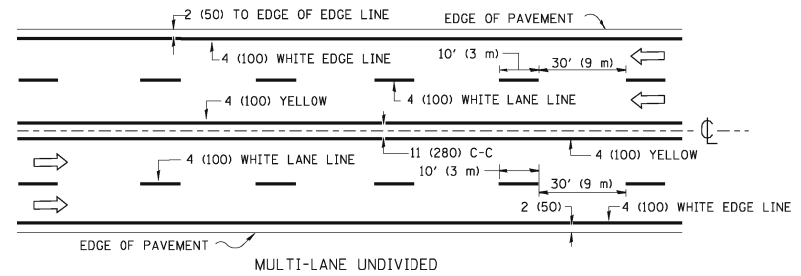 2 (50) TO EDGE OF EDGE LINE
EDGE OF PAVEMENT
4 (100) WHITE EDGE LINE
10' (3 m)
30' (9 m)
4 (100) YELLOW
4 (100) WHITE LANE LINE
CL
4 (100) WHITE LANE LINE
11 (280) C-C
4 (100) YELLOW
10' (3 m)
30' (9 m)
2 (50)
4 (100) WHITE EDGE LINE
EDGE OF PAVEMENT
MULTI-LANE UNDIVIDED